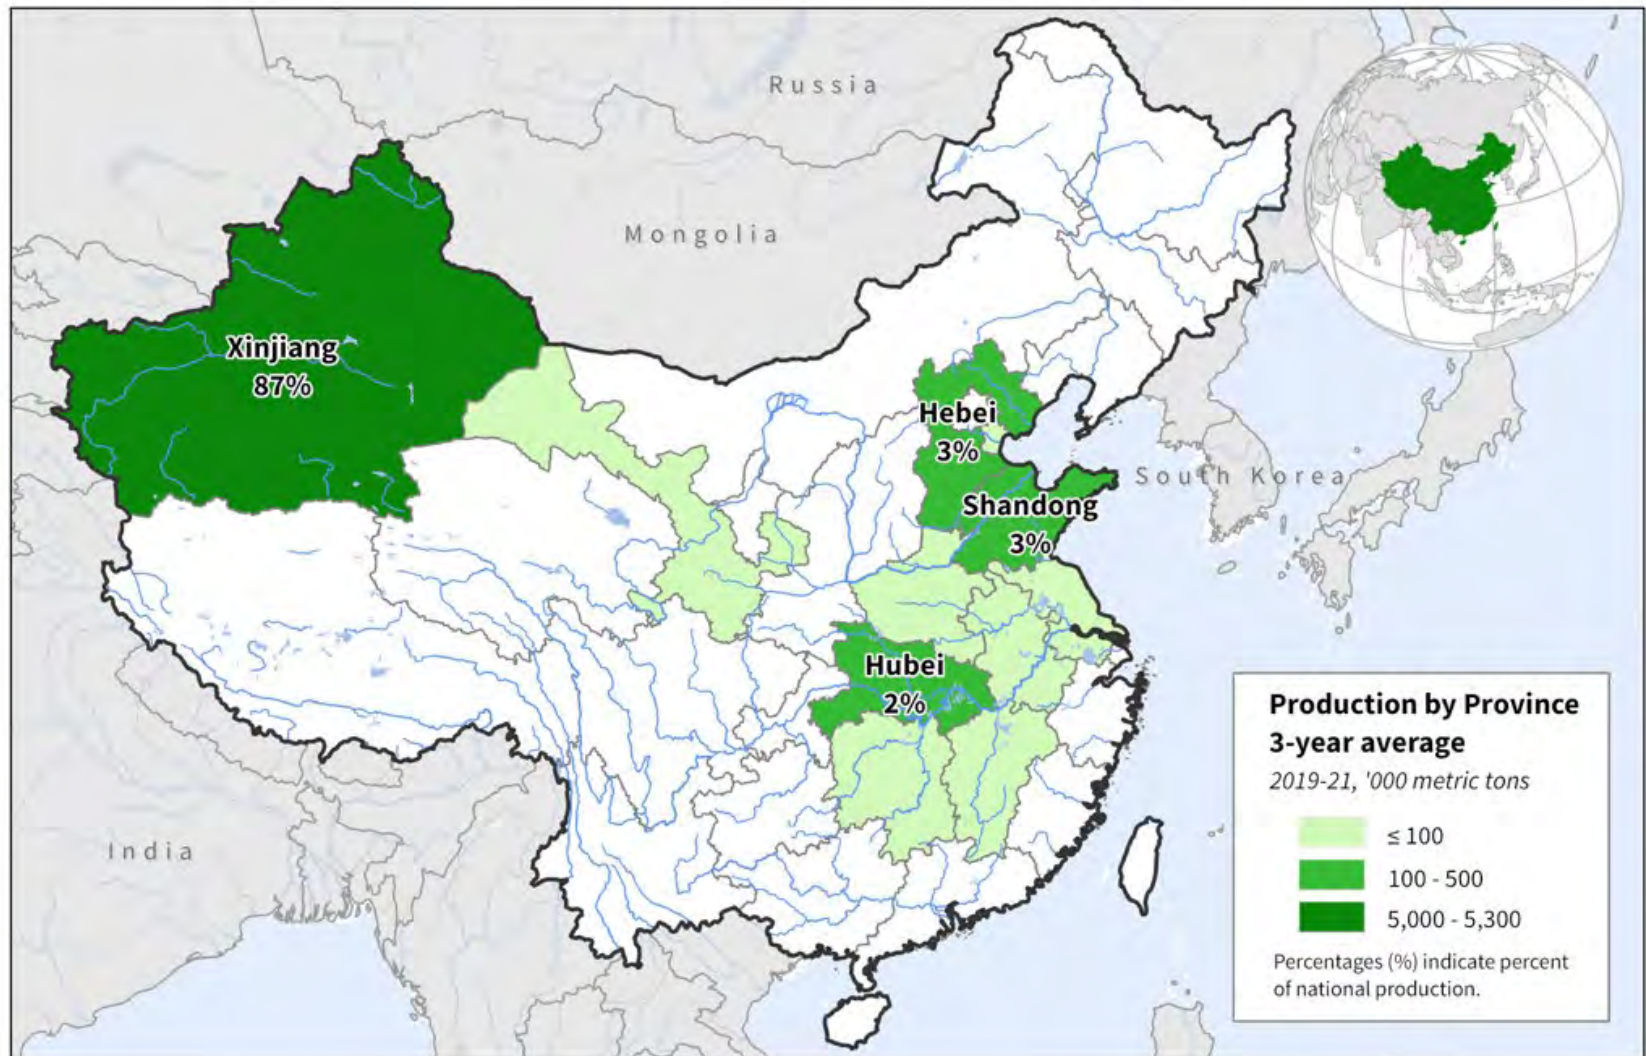 Russia
Mongolia
Xinjiang
87%
Hebei
3%
South Korea
Shandong
3%
Hubei
2%
India
Production by Province
3-year average
2019-21, '000 metric tons
≤ 100
100 - 500
5,000 - 5,300
Percentages (%) indicate percent
of national production.